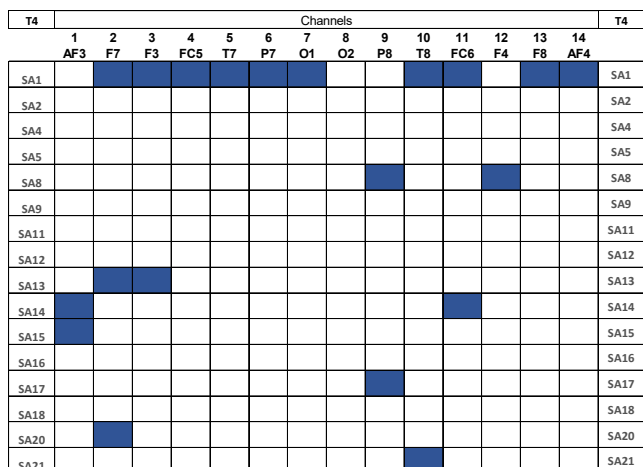 T4 Channels T4
1 2 3 4 5 6 7 8 9 10 11 12 13 14
AF3 F7 F3 FC5 T7 P7 O1 O2 P8 T8 FC6 F4 F8 AF4
SA1 SA1
SA2 SA2
SA4 SA4
SA5 SA5
SA8 SA8
SA9 SA9
SA11 SA11
SA12 SA12
SA13 SA13
SA14 SA14
SA15 SA15
SA16 SA16
SA17 SA17
SA18 SA18
SA20 SA20
SA21 SA21